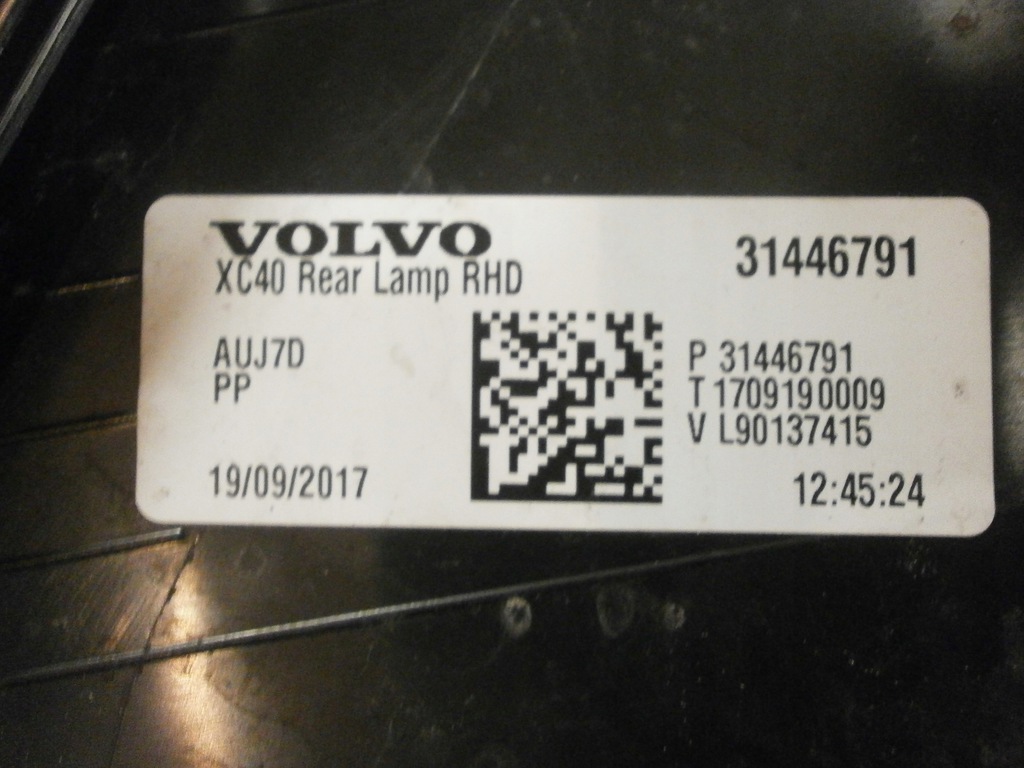 VOLVO
XC40 Rear Lamp RHD
31446791
AUJ7D
PP
P 31446791
T 1709190009
V L90137415
19/09/2017
12:45:24